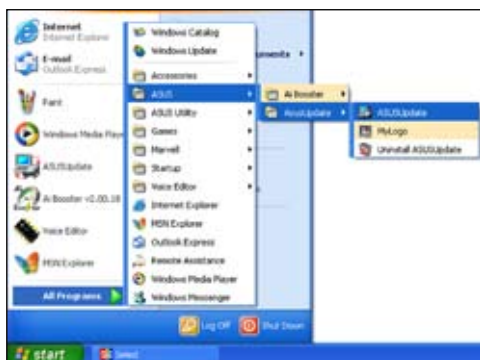 Internet
Internet Explorer
E-mail
Outlook Express
Paint
Windows Media Player
ASUSUpdate
Ai Booster v2.00.18
Voice Editor
MSN Explorer
All Programs
Windows Catalog
Windows Update
Accessories
ASUS
ASUS Utility
Games
Marvell
Startup
Voice Editor
Internet Explorer
MSN Explorer
Outlook Express
Remote Assistance
Windows Media Player
Windows Messenger
Ai Booster
AsusUpdate
ASUSUpdate
MyLogo
Uninstall ASUSUpdate
Log Off
Shut Down
start